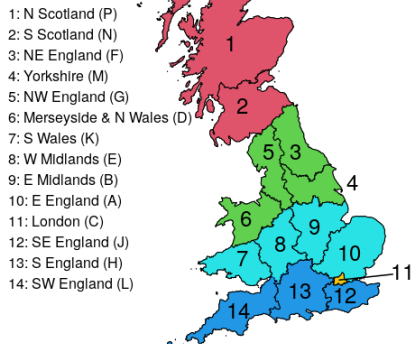 1: N Scotland (P)
2: S Scotland (N)
3: NE England (F)
4: Yorkshire (M)
5: NW England (G)
6: Merseyside & N Wales (D)
7: S Wales (K)
8: W Midlands (E)
9: E Midlands (B)
10: E England (A)
11: London (C)
12: SE England (J)
13: S England (H)
14: SW England (L)
1
2
5
3
4
6
9
8
10
7
11
13
12
14